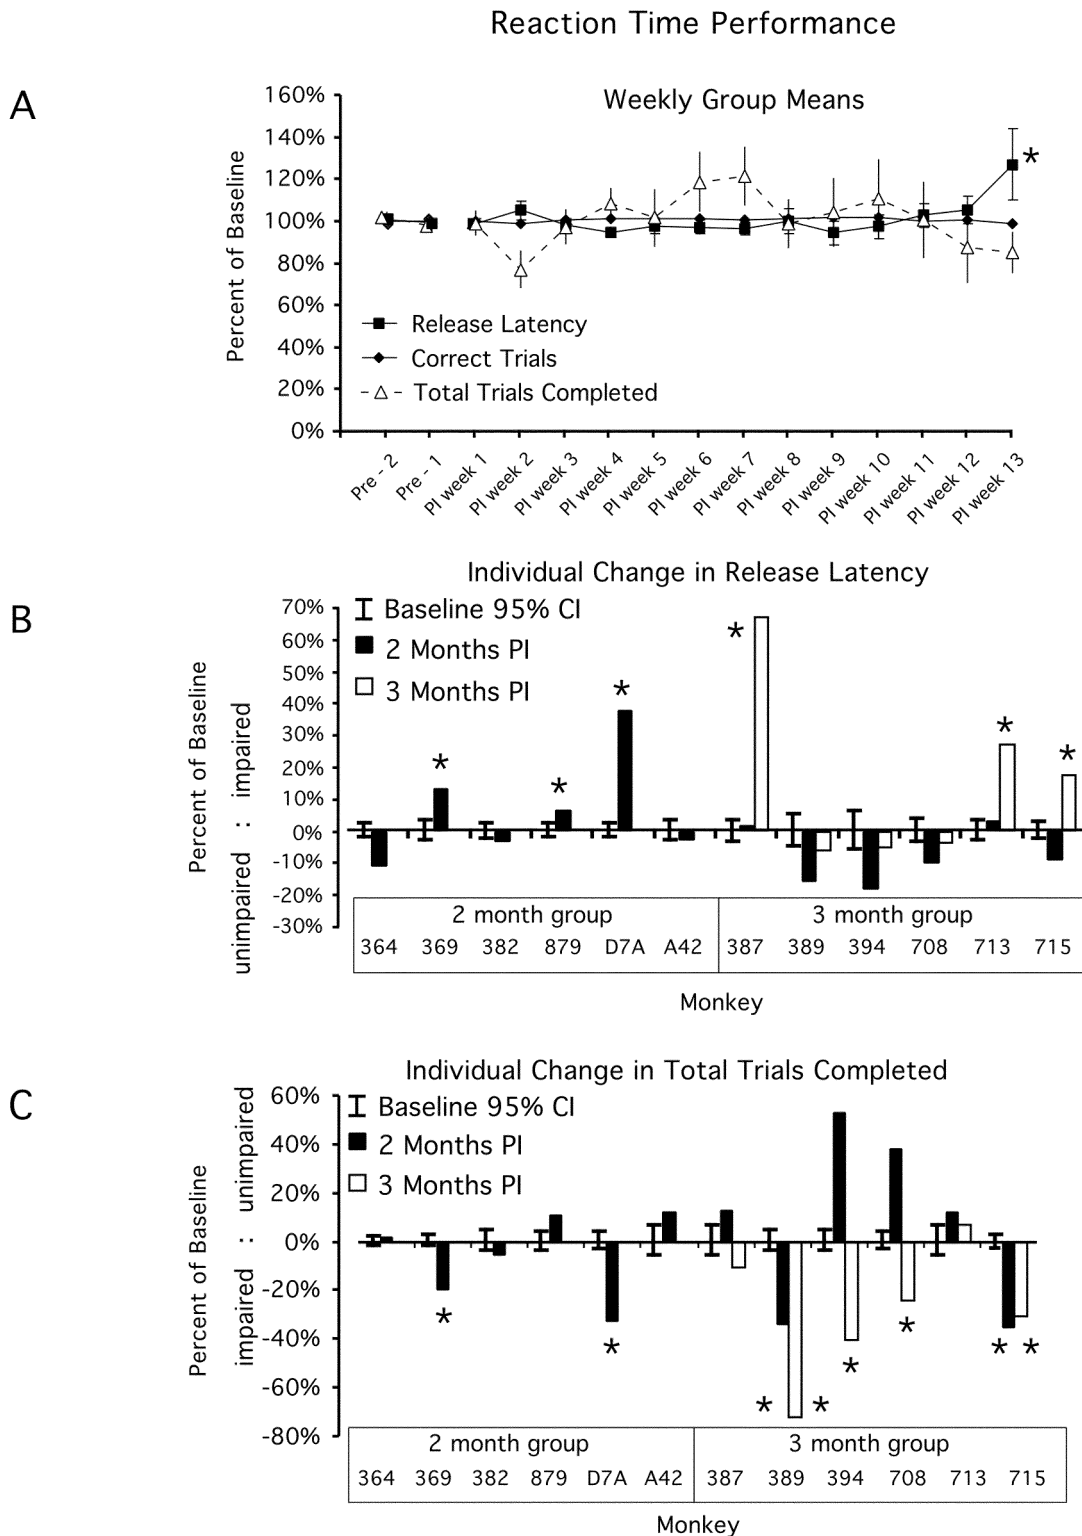 Reaction Time Performance
A
Weekly Group Means
Percent of Baseline
160%
140%
120%
100%
80%
60%
40%
20%
0%
*
Release Latency
Correct Trials
Total Trials Completed
Pre - 2 Pre - 1 PI week 1 PI week 2 PI week 3 PI week 4 PI week 5 PI week 6 PI week 7 PI week 8 PI week 9 PI week 10 PI week 11 PI week 12 PI week 13
B
Individual Change in Release Latency
Percent of Baseline
unimpaired : impaired
70%
60%
50%
40%
30%
20%
10%
0%
-10%
-20%
-30%
Baseline 95% CI
2 Months PI
3 Months PI
* * * * * *
2 month group 3 month group
364 369 382 879 D7A A42 387 389 394 708 713 715
Monkey
C
Individual Change in Total Trials Completed
Percent of Baseline
impaired : unimpaired
60%
40%
20%
0%
-20%
-40%
-60%
-80%
Baseline 95% CI
2 Months PI
3 Months PI
* * * * * * * *
2 month group 3 month group
364 369 382 879 D7A A42 387 389 394 708 713 715
Monkey